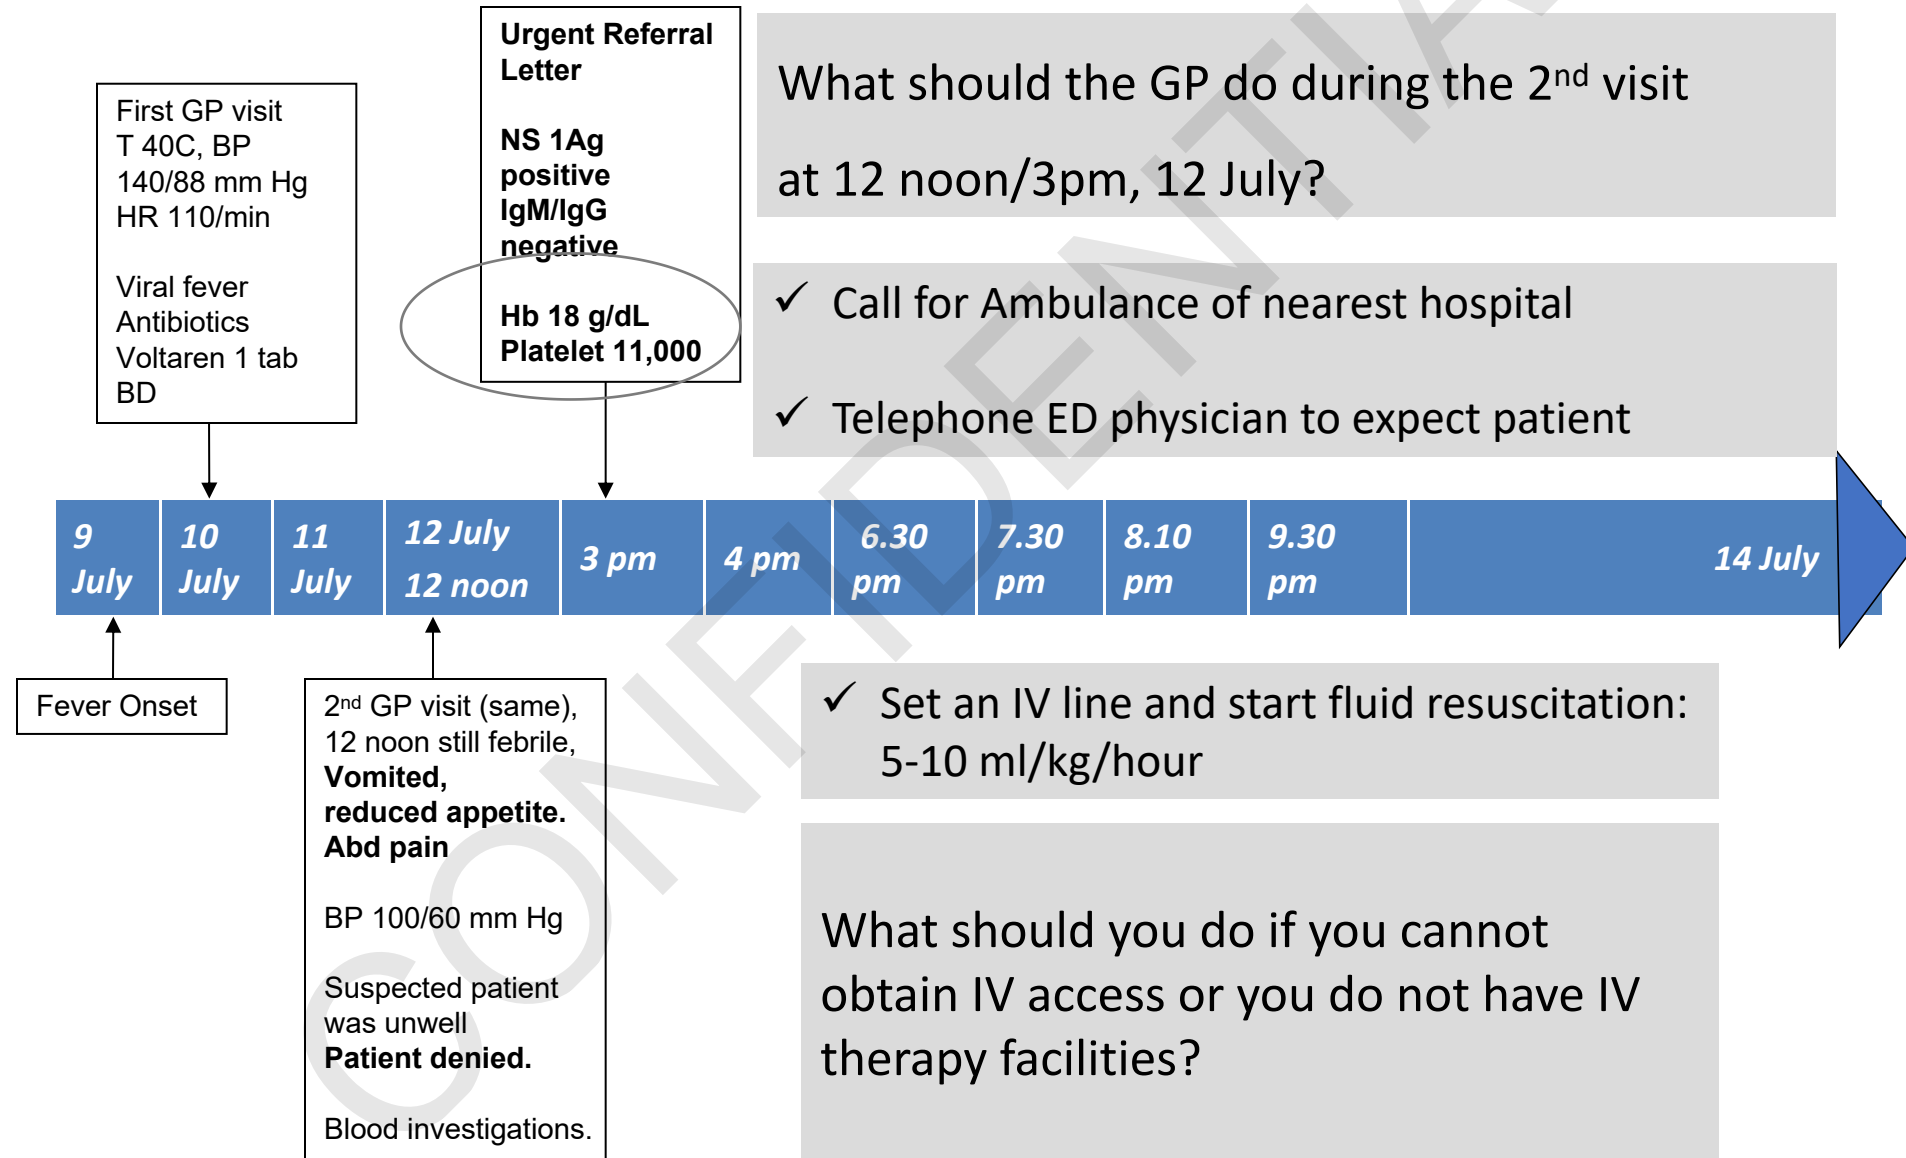 First GP visit
T 40C, BP
140/88 mm Hg
HR 110/min
Viral fever
Antibiotics
Voltaren 1 tab
BD
Urgent Referral
Letter
NS 1Ag
positive
IgM/IgG
negative
Hb 18 g/dL
Platelet 11,000
What should the GP do during the 2nd visit
at 12 noon/3pm, 12 July?
✓ Call for Ambulance of nearest hospital
✓ Telephone ED physician to expect patient
9
July
10
July
11
July
12 July
12 noon
3 pm
4 pm
6.30
pm
7.30
pm
8.10
pm
9.30
pm
14 July
Fever Onset
2nd GP visit (same),
12 noon still febrile,
Vomited,
reduced appetite.
Abd pain
BP 100/60 mm Hg
Suspected patient
was unwell
Patient denied.
Blood investigations.
✓ Set an IV line and start fluid resuscitation:
5-10 ml/kg/hour
What should you do if you cannot
obtain IV access or you do not have IV
therapy facilities?
CONFIDENTIA